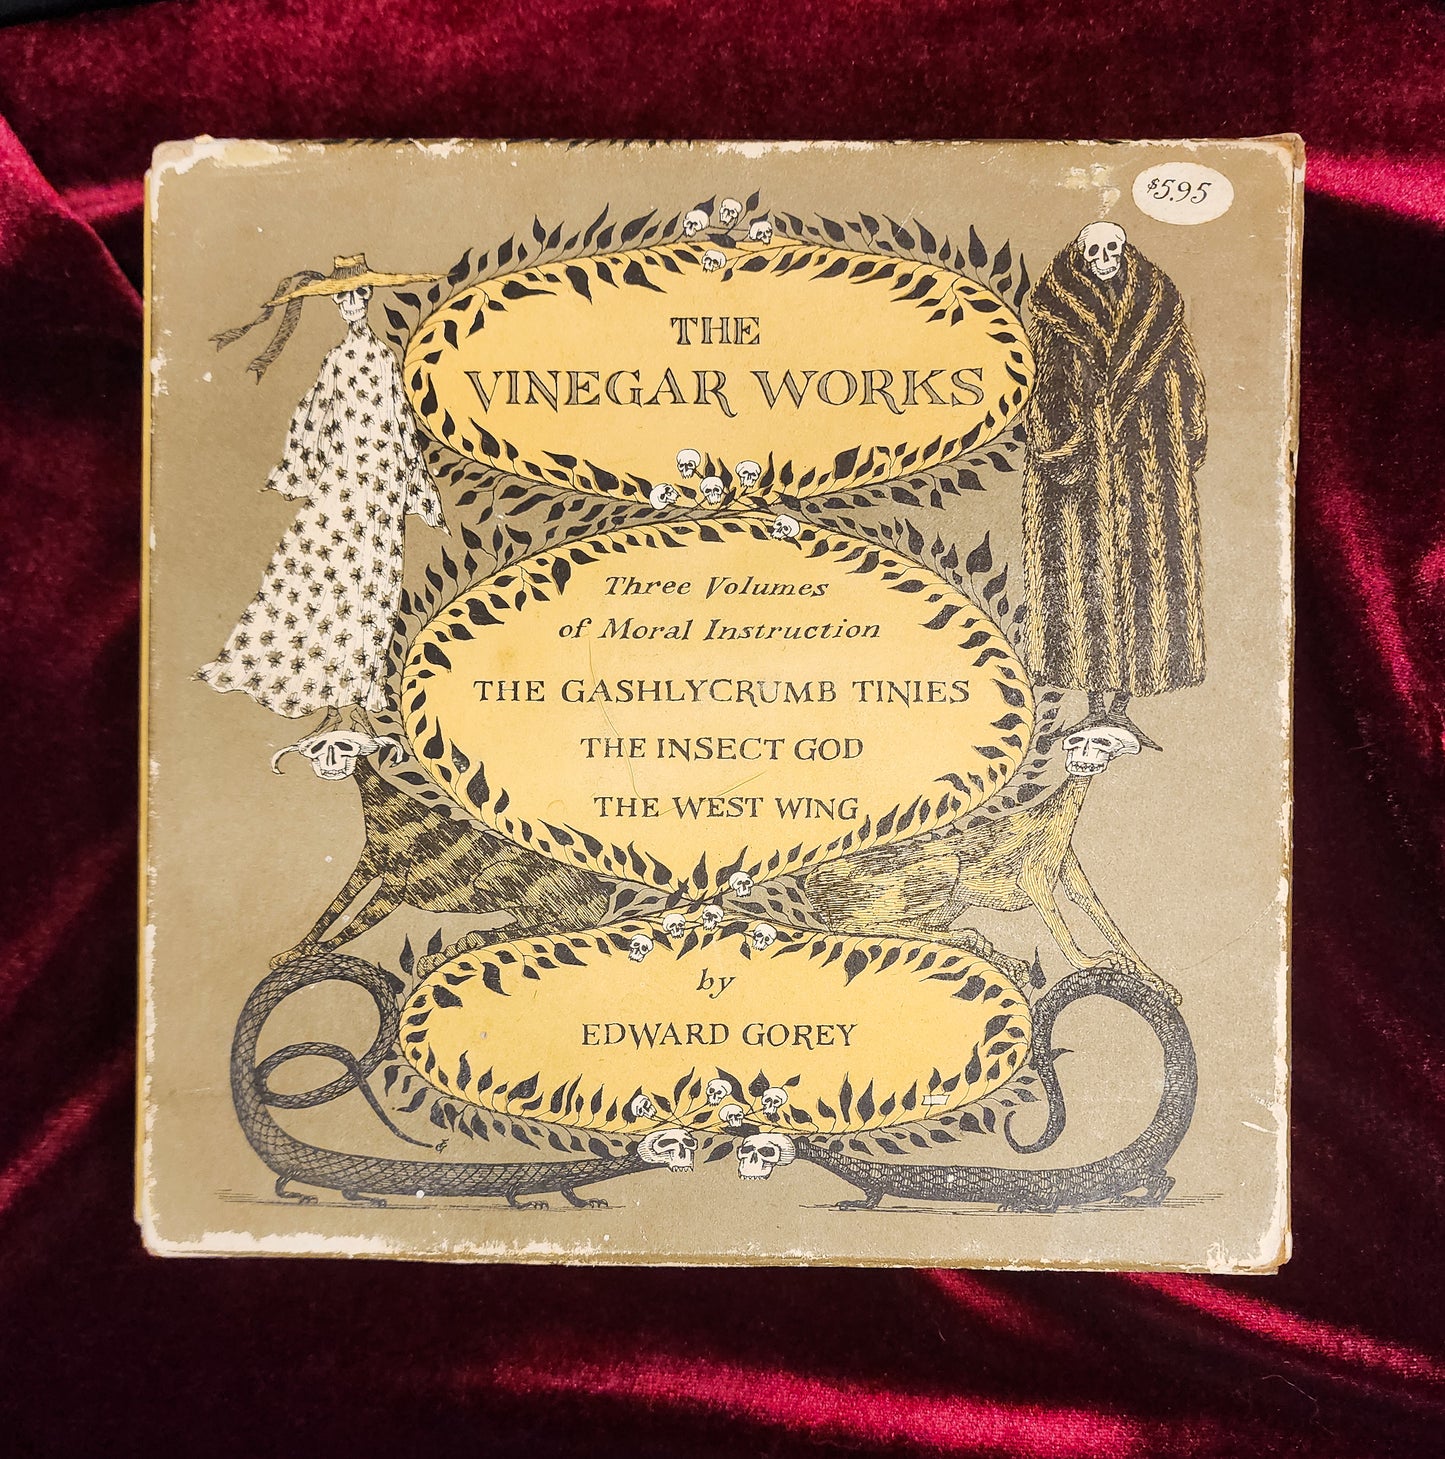 $5.95
THE
VINEGAR WORKS
Three Volumes
of Moral Instruction
THE GASHLYCRUMB TINIES
THE INSECT GOD
THE WEST WING
by
EDWARD GOREY